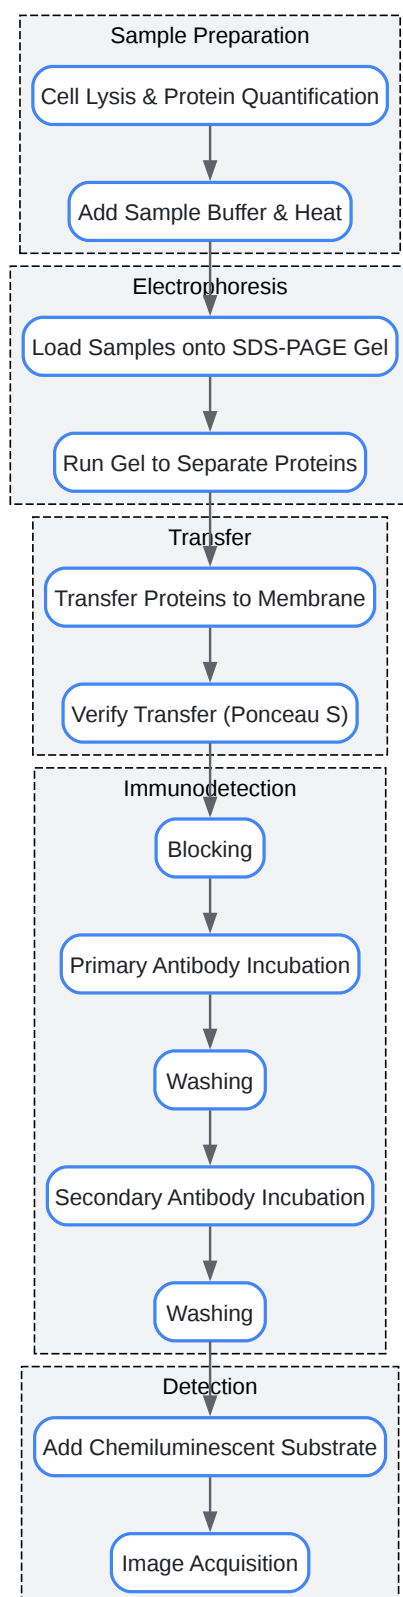 Sample Preparation
Cell Lysis & Protein Quantification
Add Sample Buffer & Heat
Electrophoresis
Load Samples onto SDS-PAGE Gel
Run Gel to Separate Proteins
Transfer
Transfer Proteins to Membrane
Verify Transfer (Ponceau S)
Immunodetection
Blocking
Primary Antibody Incubation
Washing
Secondary Antibody Incubation
Washing
Detection
Add Chemiluminescent Substrate
Image Acquisition